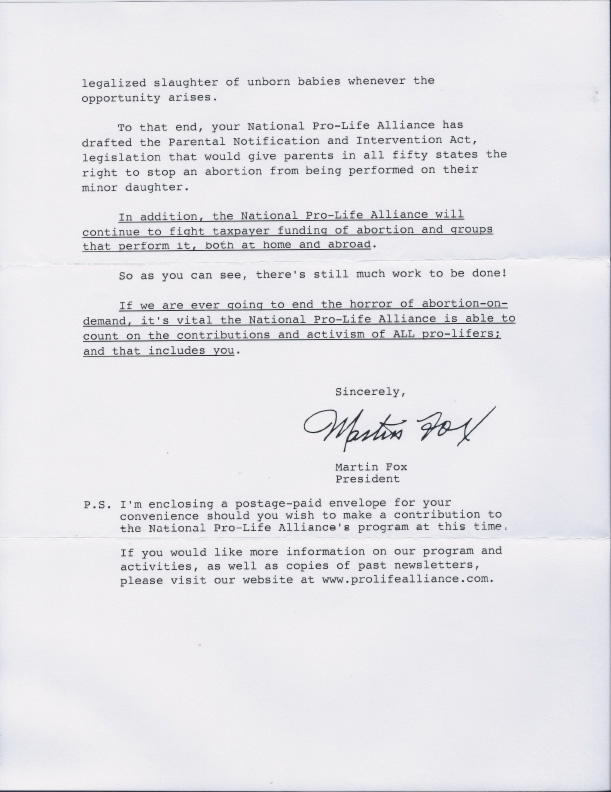 legalized slaughter of unborn babies whenever the
opportunity arises.
To that end, your National Pro-Life Alliance has
drafted the Parental Notification and Intervention Act,
legislation that would give parents in all fifty states the
right to stop an abortion from being performed on their
minor daughter.
In addition, the National Pro-Life Alliance will
continue to fight taxpayer funding of abortion and groups
that perform it, both at home and abroad.
So as you can see, there's still much work to be done!
If we are ever going to end the horror of abortion-on-
demand, it's vital the National Pro-Life Alliance is able to
count on the contributions and activism of ALL pro-lifers;
and that includes you.
Sincerely,
Martin Fox
Martin Fox
President
P.S. I'm enclosing a postage-paid envelope for your
convenience should you wish to make a contribution to
the National Pro-Life Alliance's program at this time.
If you would like more information on our program and
activities, as well as copies of past newsletters,
please visit our website at www.prolifealliance.com.